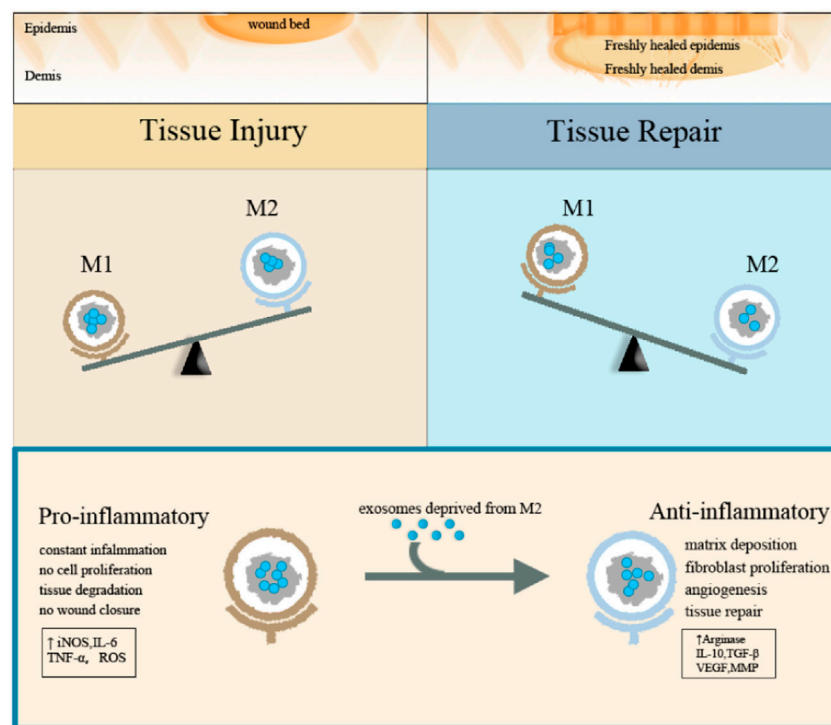 Epidemis
wound bed
Demis
Freshly healed epidemis
Freshly healed demis
Tissue Injury
Tissue Repair
M1
M2
M1
M2
Pro-inflammatory
constant infalmmation
no cell proliferation
tissue degradation
no wound closure
↑ iNOS,IL-6
TNF-α, ROS
exosomes deprived from M2
Anti-inflammatory
matrix deposition
fibroblast proliferation
angiogenesis
tissue repair
↑Arginase
IL-10,TGF-β
VEGF,MMP